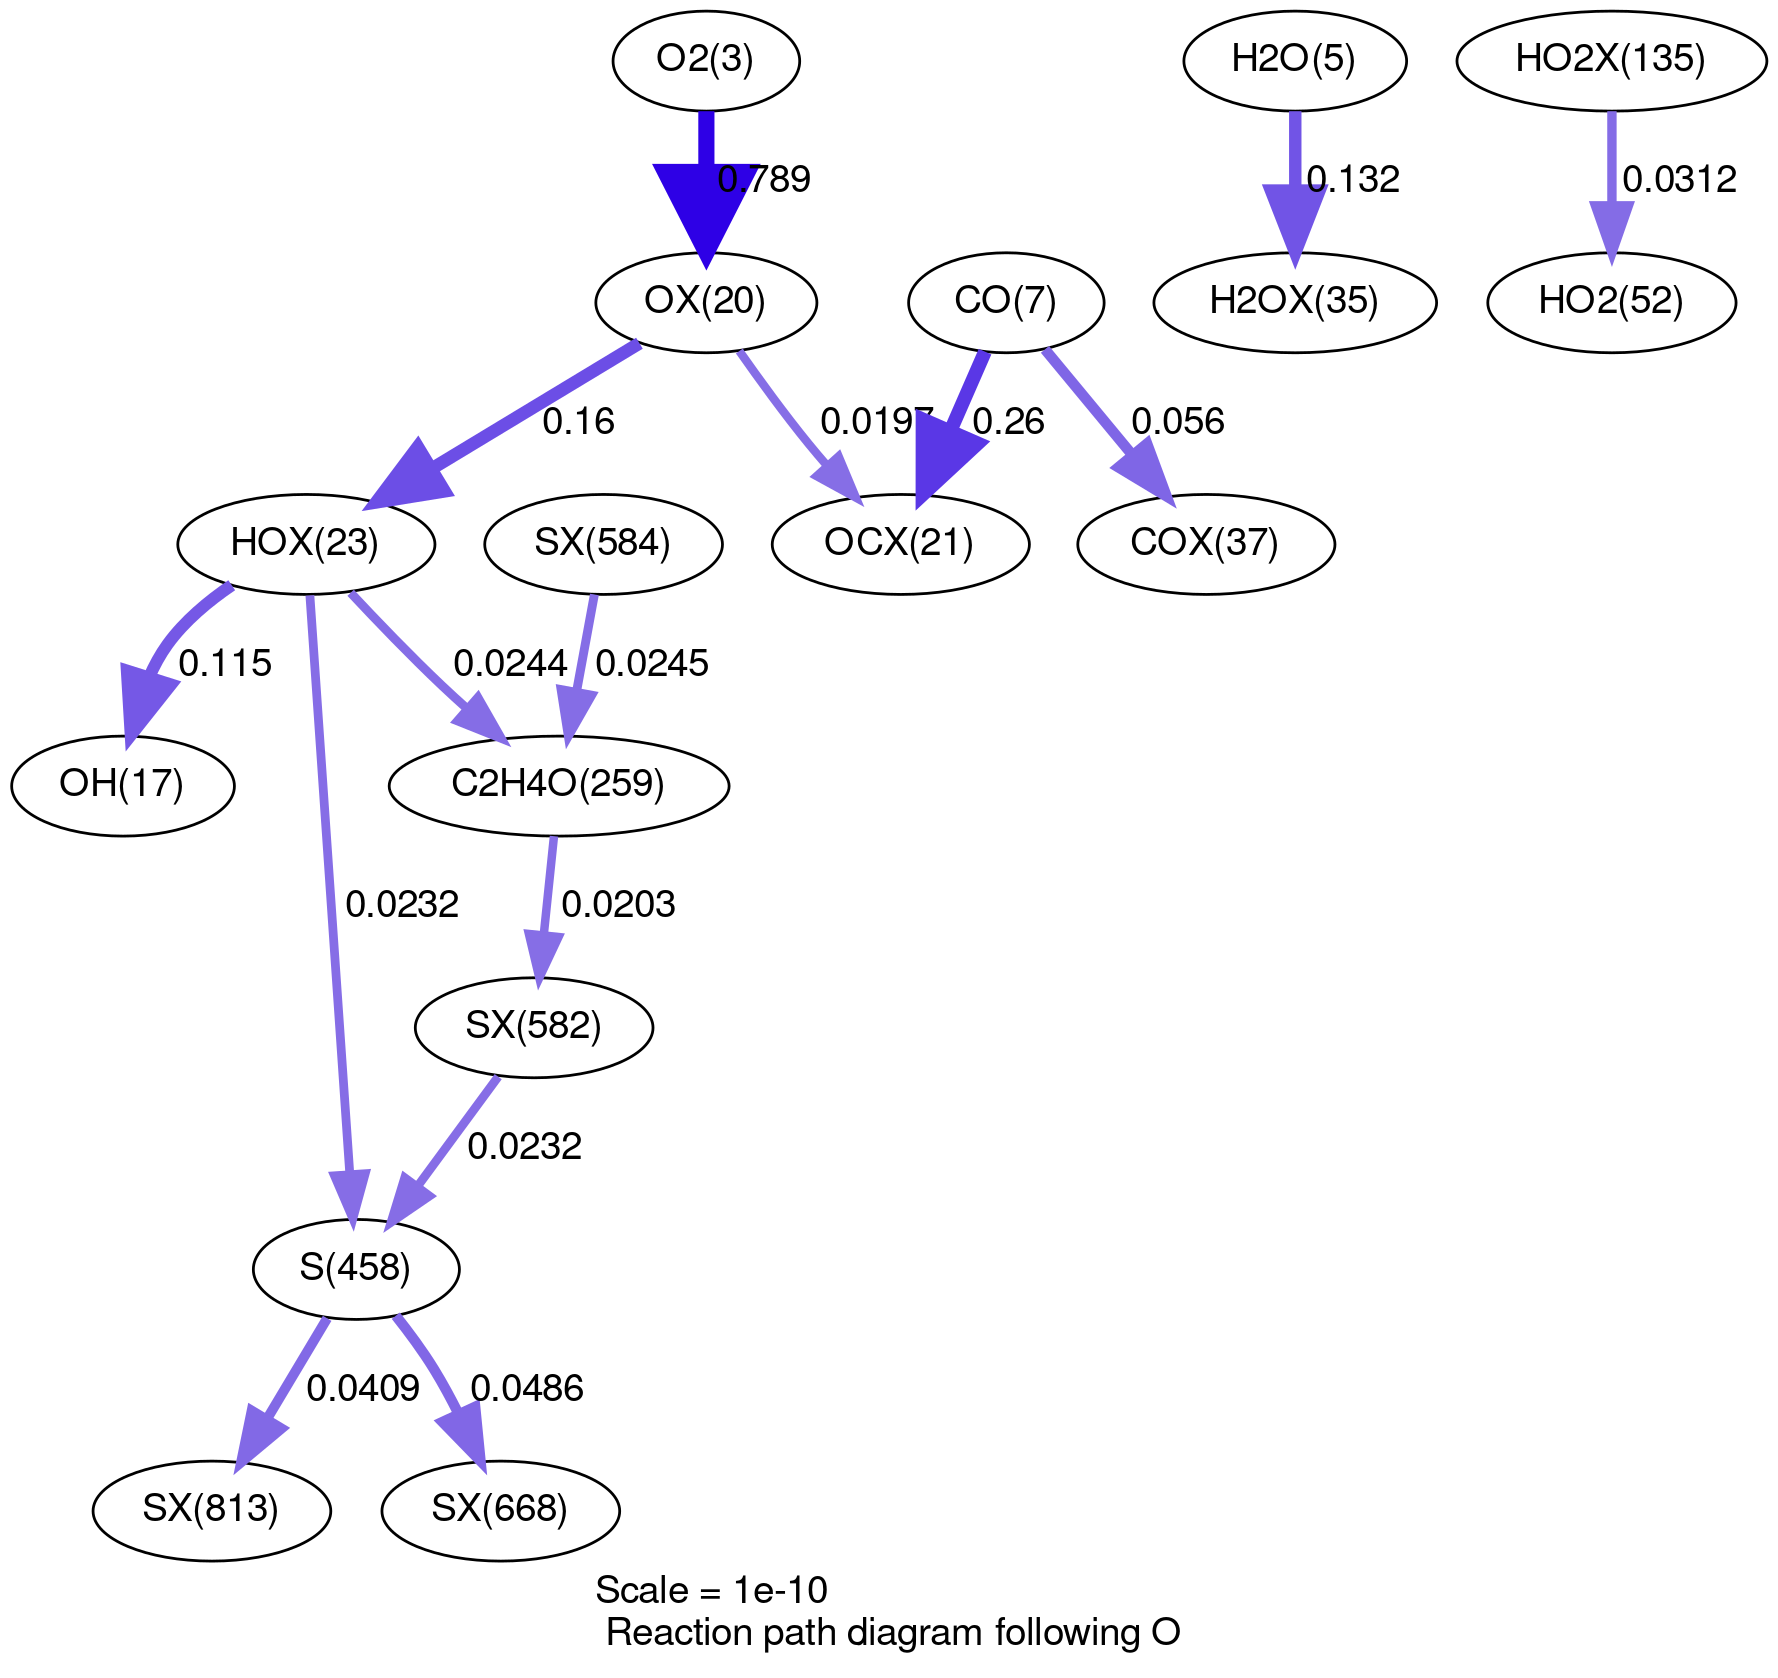 O2(3)
H2O(5)
HO2X(135)
0.789
0.132
0.0312
OX(20)
CO(7)
H2OX(35)
HO2(52)
0.16
0.0197
0.26
0.056
HOX(23)
SX(584)
OCX(21)
COX(37)
0.115
0.0244
0.0245
OH(17)
C2H4O(259)
0.0232
0.0203
SX(582)
0.0232
S(458)
0.0409
0.0486
SX(813)
SX(668)
Scale = 1e-10
Reaction path diagram following O